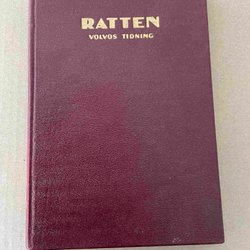 RATTEN
VOLVOS TIDNING